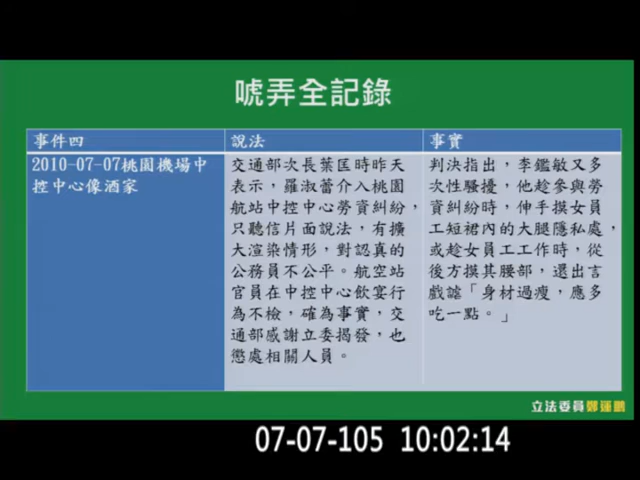 唬弄全記錄
事件四
說法
事實
2010-07-07桃園機場中
控中心像酒家
交通部次長葉匡時昨天
表示，羅淑蕾介入桃園
航站中控中心勞資糾紛，
只聽信片面說法，有擴
大渲染情形，對認真的
公務員不公平。航空站
官員在中控中心飲宴行
為不檢，確為事實，交
通部感謝立委揭發，也
懲處相關人員。
判決指出，李鑑敏又多
次性騷擾，他趁參與勞
資糾紛時，伸手摸女員
工短裙內的大腿隱私處，
或趁女員工工作時，從
後方摸其腰部，還出言
戲謔「身材過瘦，應多
吃一點。」
立法委員鄭運鵬
07-07-105 10:02:14